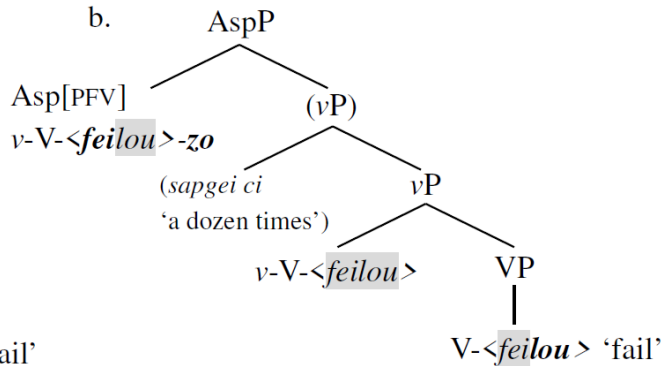 b.
AspP
Asp[PFV]
(vP)
v-V-<feilou>-zo
(sapgei ci
vP
‘a dozen times’)
v-V-<feilou>
VP
ail’
V-<feilou> ‘fail’